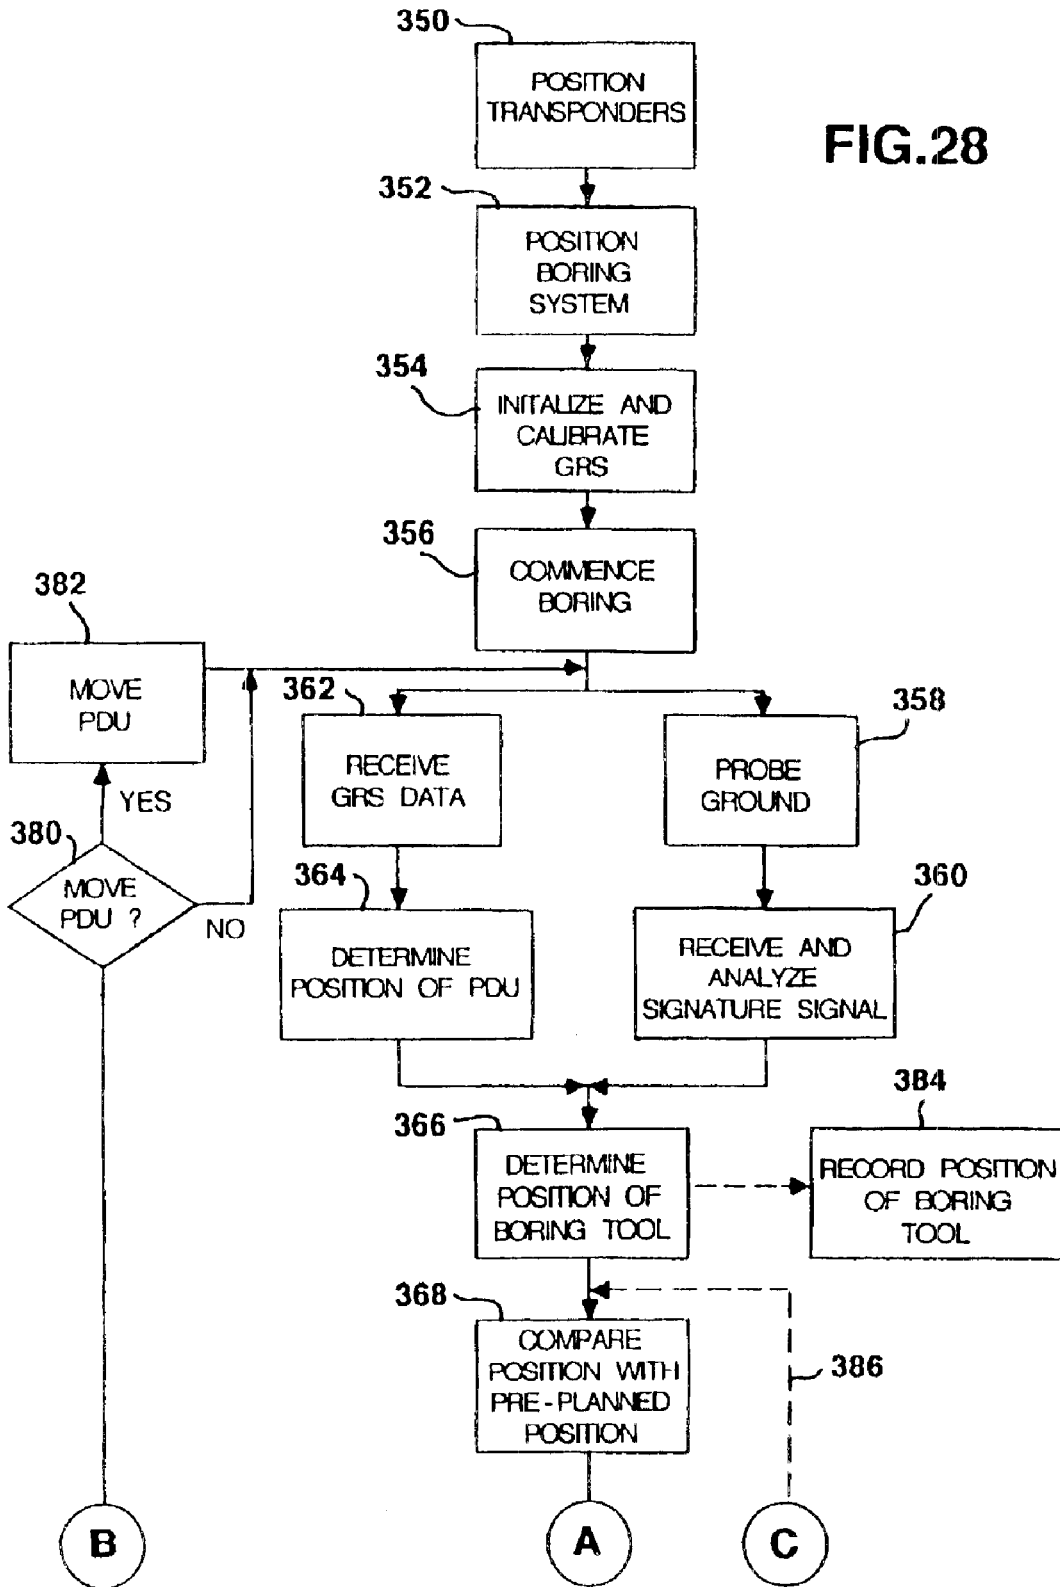 350
POSITION
TRANSPONDERS
FIG.28
352
POSITION
BORING
SYSTEM
354
INITALIZE AND
CALIBRATE
GRS
356
COMMENCE
BORING
382
MOVE
PDU
362
RECEIVE
GRS DATA
358
PROBE
GROUND
YES
380
MOVE
PDU ?
NO
364
DETERMINE
POSITION OF PDU
360
RECEIVE AND
ANALYZE
SIGNATURE SIGNAL
366
DETERMINE
POSITION OF
BORING TOOL
384
RECORD POSITION
OF BORING
TOOL
368
COMPARE
POSITION WITH
PRE-PLANNED
POSITION
386
B
A
C